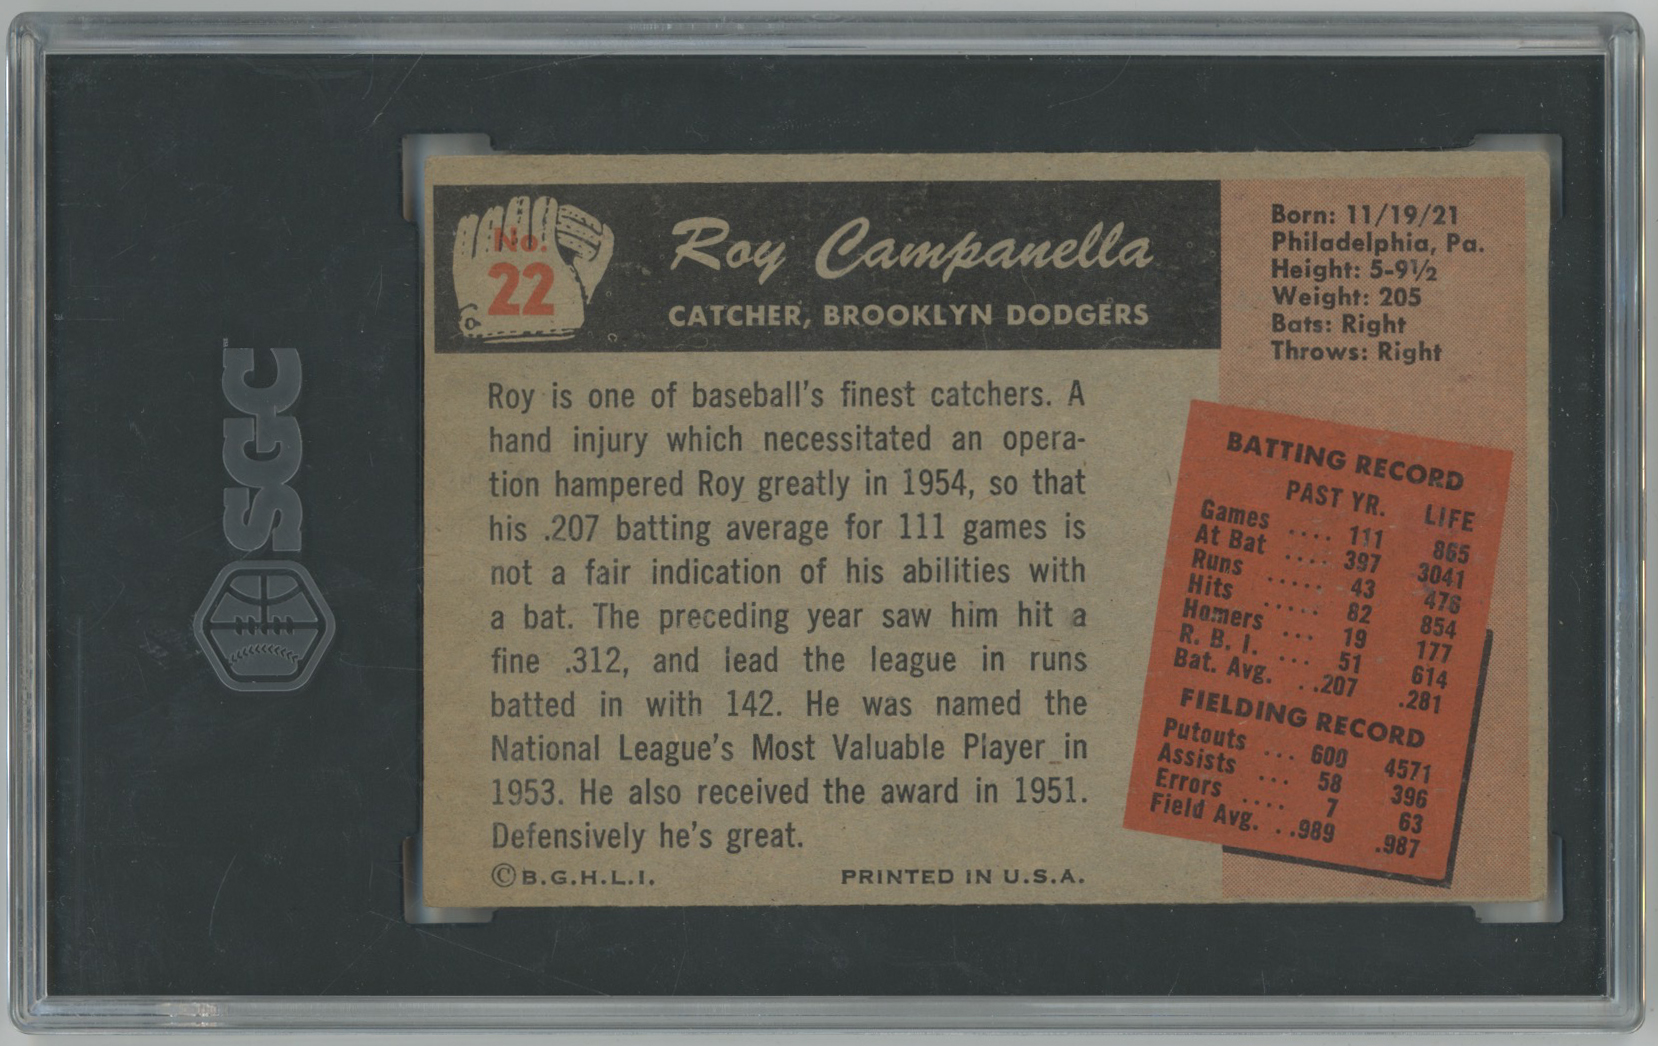 SGC
No.
22
Roy Campanella
CATCHER, BROOKLYN DODGERS
Born: 11/19/21
Philadelphia, Pa.
Height: 5-9½
Weight: 205
Bats: Right
Throws: Right
Roy is one of baseball's finest catchers. A
hand injury which necessitated an opera-
tion hampered Roy greatly in 1954, so that
his .207 batting average for 111 games is
not a fair indication of his abilities with
a bat. The preceding year saw him hit a
fine .312, and lead the league in runs
batted in with 142. He was named the
National League's Most Valuable Player in
1953. He also received the award in 1951.
Defensively he's great.
©B.G.H.L.I. PRINTED IN U.S.A.
BATTING RECORD
PAST YR. LIFE
Games .... 111 865
At Bat .... 397 3041
Runs ..... 43 476
Hits ..... 82 854
Homers ... 19 177
R. B. I. ... 51 614
Bat. Avg. ..207 .281
FIELDING RECORD
Putouts ... 600 4571
Assists ... 58 396
Errors .... 7 63
Field Avg. ..989 .987